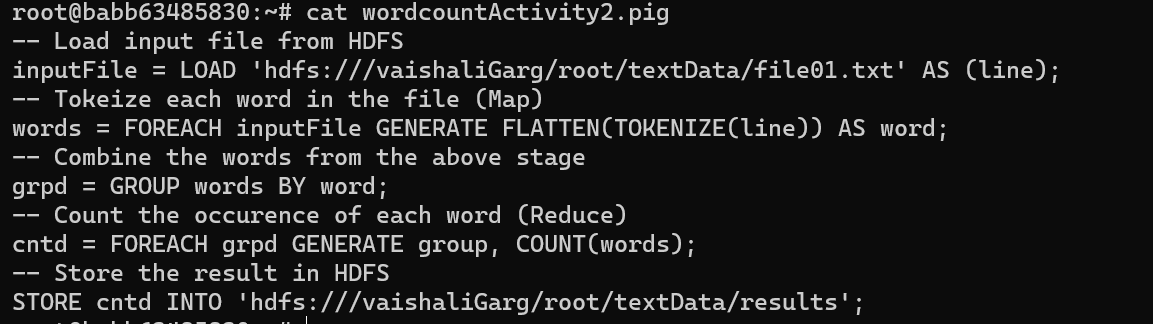 root@babb63485830:~# cat wordcountActivity2.pig
-- Load input file from HDFS
inputFile = LOAD 'hdfs:///vaishaliGarg/root/textData/file01.txt' AS (line);
-- Tokeize each word in the file (Map)
words = FOREACH inputFile GENERATE FLATTEN(TOKENIZE(line)) AS word;
-- Combine the words from the above stage
grpd = GROUP words BY word;
-- Count the occurence of each word (Reduce)
cntd = FOREACH grpd GENERATE group, COUNT(words);
-- Store the result in HDFS
STORE cntd INTO 'hdfs:///vaishaliGarg/root/textData/results';